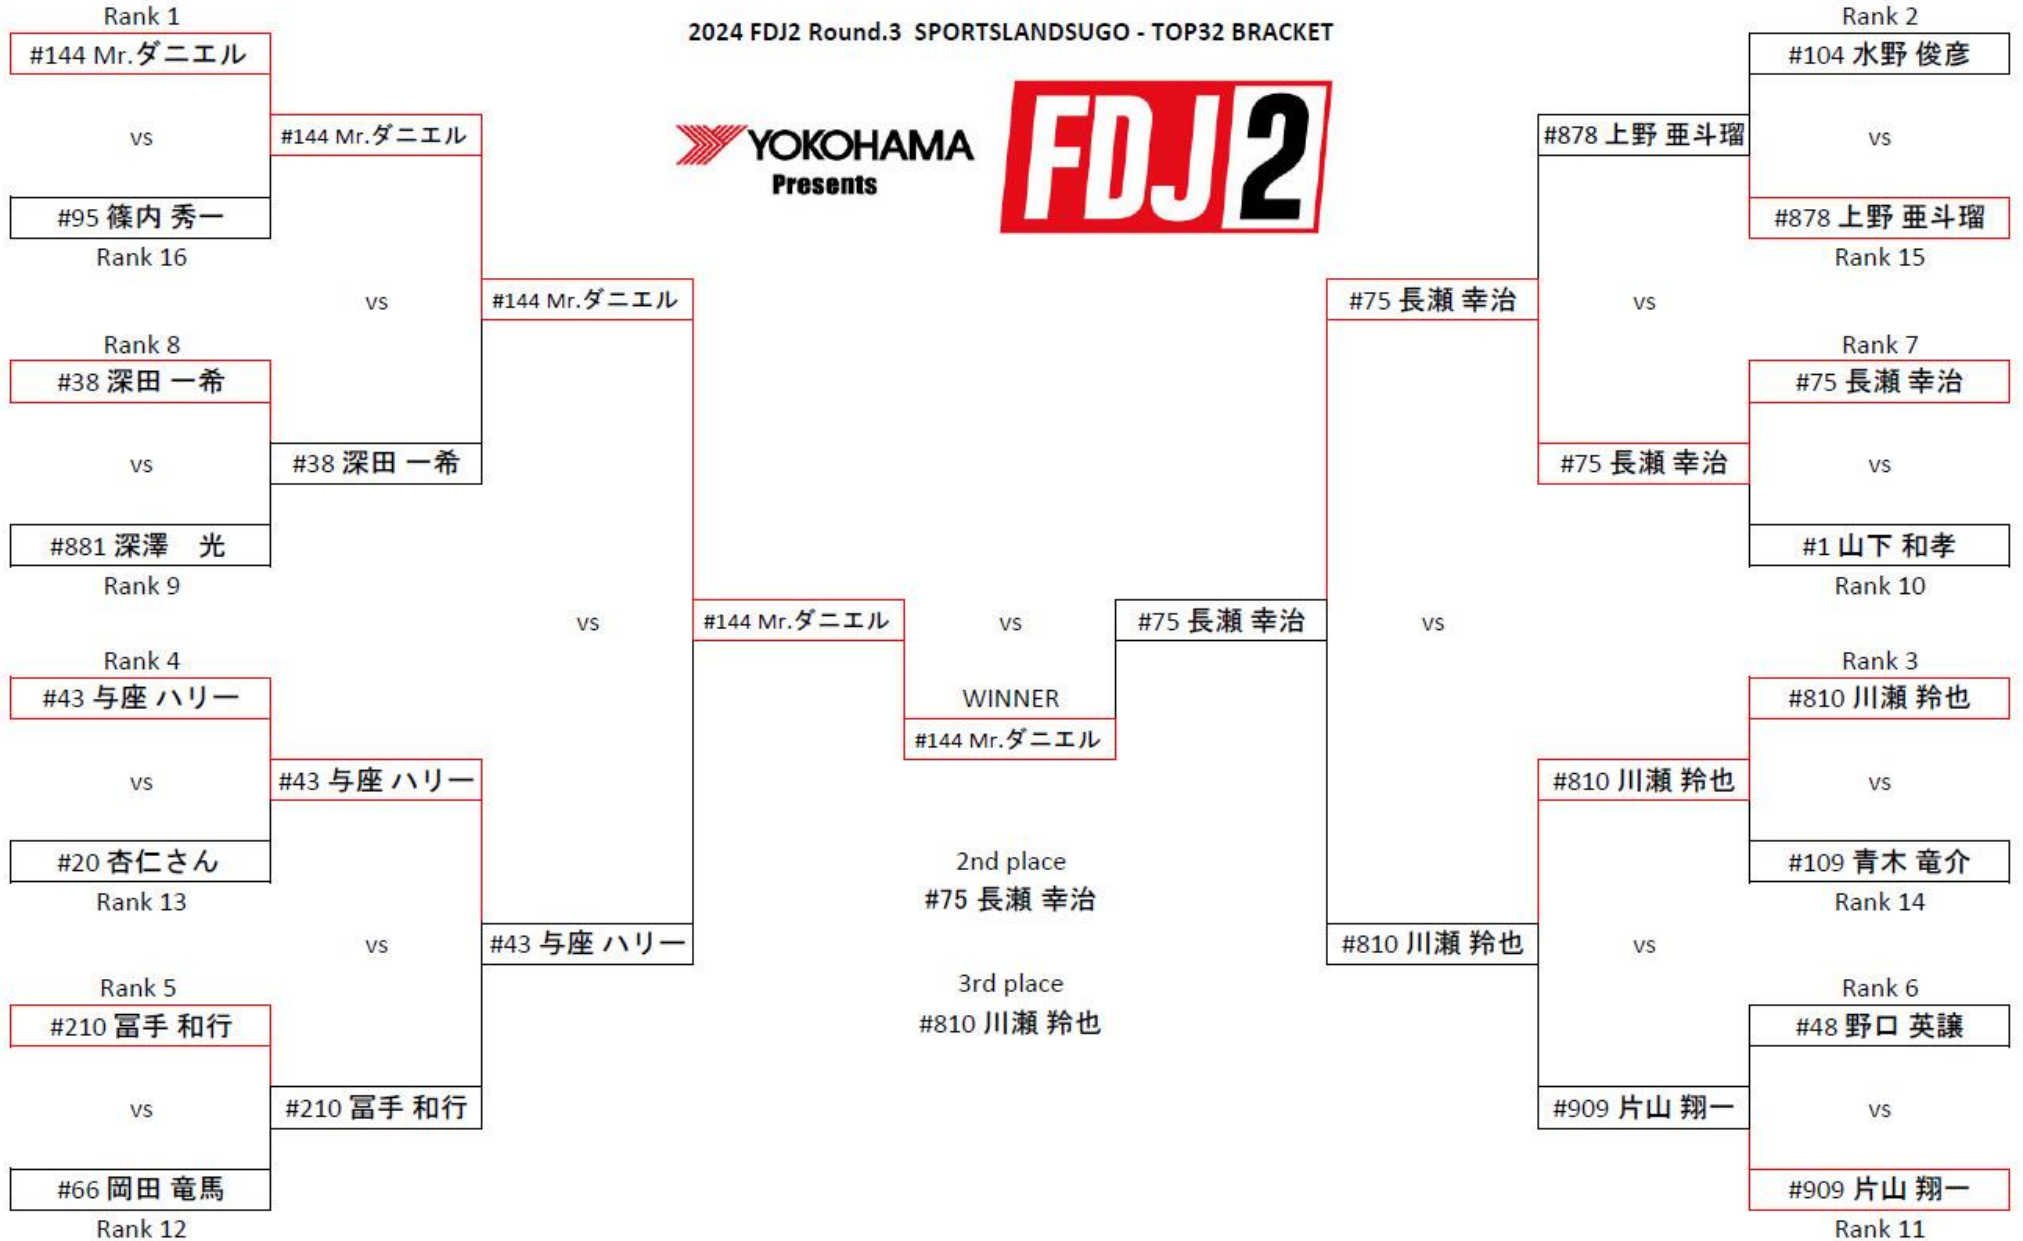 2024 FDJ2 Round.3 SPORTSLANDSUGO - TOP32 BRACKET
YOKOHAMA
Presents
FDJ2
Rank 1
#144 Mr.ダニエル
vs
#95 篠内 秀一
Rank 16
Rank 8
#38 深田 一希
vs
#881 深澤　光
Rank 9
Rank 4
#43 与座 ハリー
vs
#20 杏仁さん
Rank 13
Rank 5
#210 冨手 和行
vs
#66 岡田 竜馬
Rank 12
#144 Mr.ダニエル
vs
#38 深田 一希
#43 与座 ハリー
vs
#210 冨手 和行
#144 Mr.ダニエル
vs
#43 与座 ハリー
#144 Mr.ダニエル
vs
#75 長瀬 幸治
WINNER
#144 Mr.ダニエル
2nd place
#75 長瀬 幸治
3rd place
#810 川瀬 羚也
#75 長瀬 幸治
vs
#810 川瀬 羚也
#878 上野 亜斗瑠
vs
#75 長瀬 幸治
#810 川瀬 羚也
vs
#909 片山 翔一
Rank 2
#104 水野 俊彦
vs
#878 上野 亜斗瑠
Rank 15
Rank 7
#75 長瀬 幸治
vs
#1 山下 和孝
Rank 10
Rank 3
#810 川瀬 羚也
vs
#109 青木 竜介
Rank 14
Rank 6
#48 野口 英譲
vs
#909 片山 翔一
Rank 11